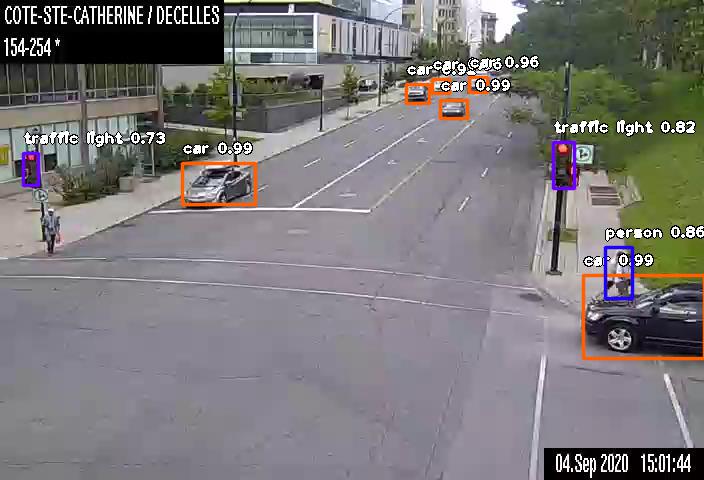 COTE-STE-CATHERINE / DECELLES
154-254 *
car 0.96
car 0.99
traffic light 0.82
traffic light 0.73
car 0.99
person 0.86
car 0.99
04.Sep 2020 15:01:44